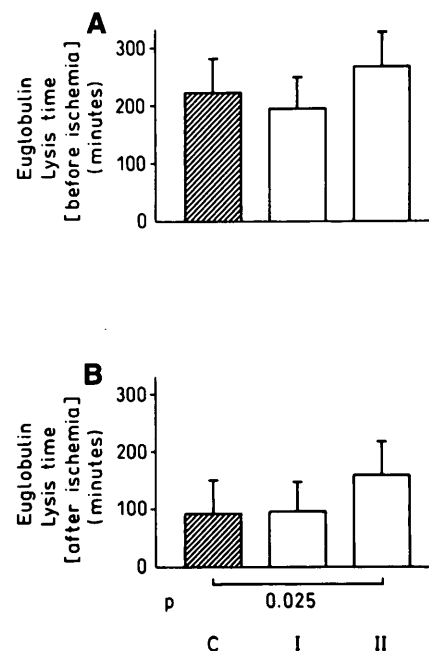 A
Euglobulin
Lysis time
[before ischemia]
(minutes)
300
200
100
0
B
Euglobulin
Lysis time
[after ischemia]
(minutes)
300
200
100
0
p 0.025
C I II